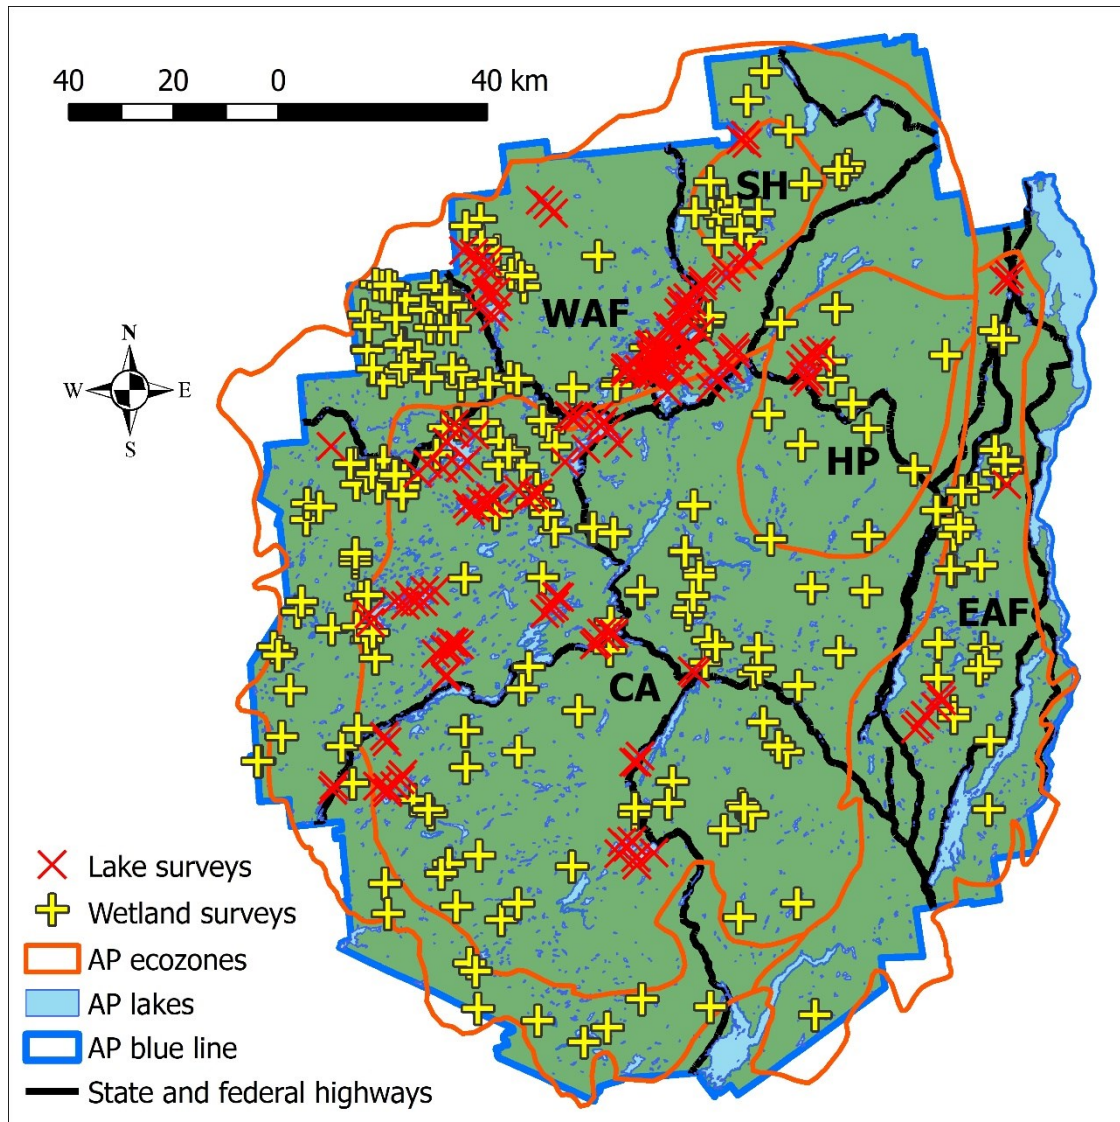 40 20 0 40 km
SH
WAF
N
W E
S
HP
EAF
CA
Lake surveys
Wetland surveys
AP ecozones
AP lakes
AP blue line
State and federal highways